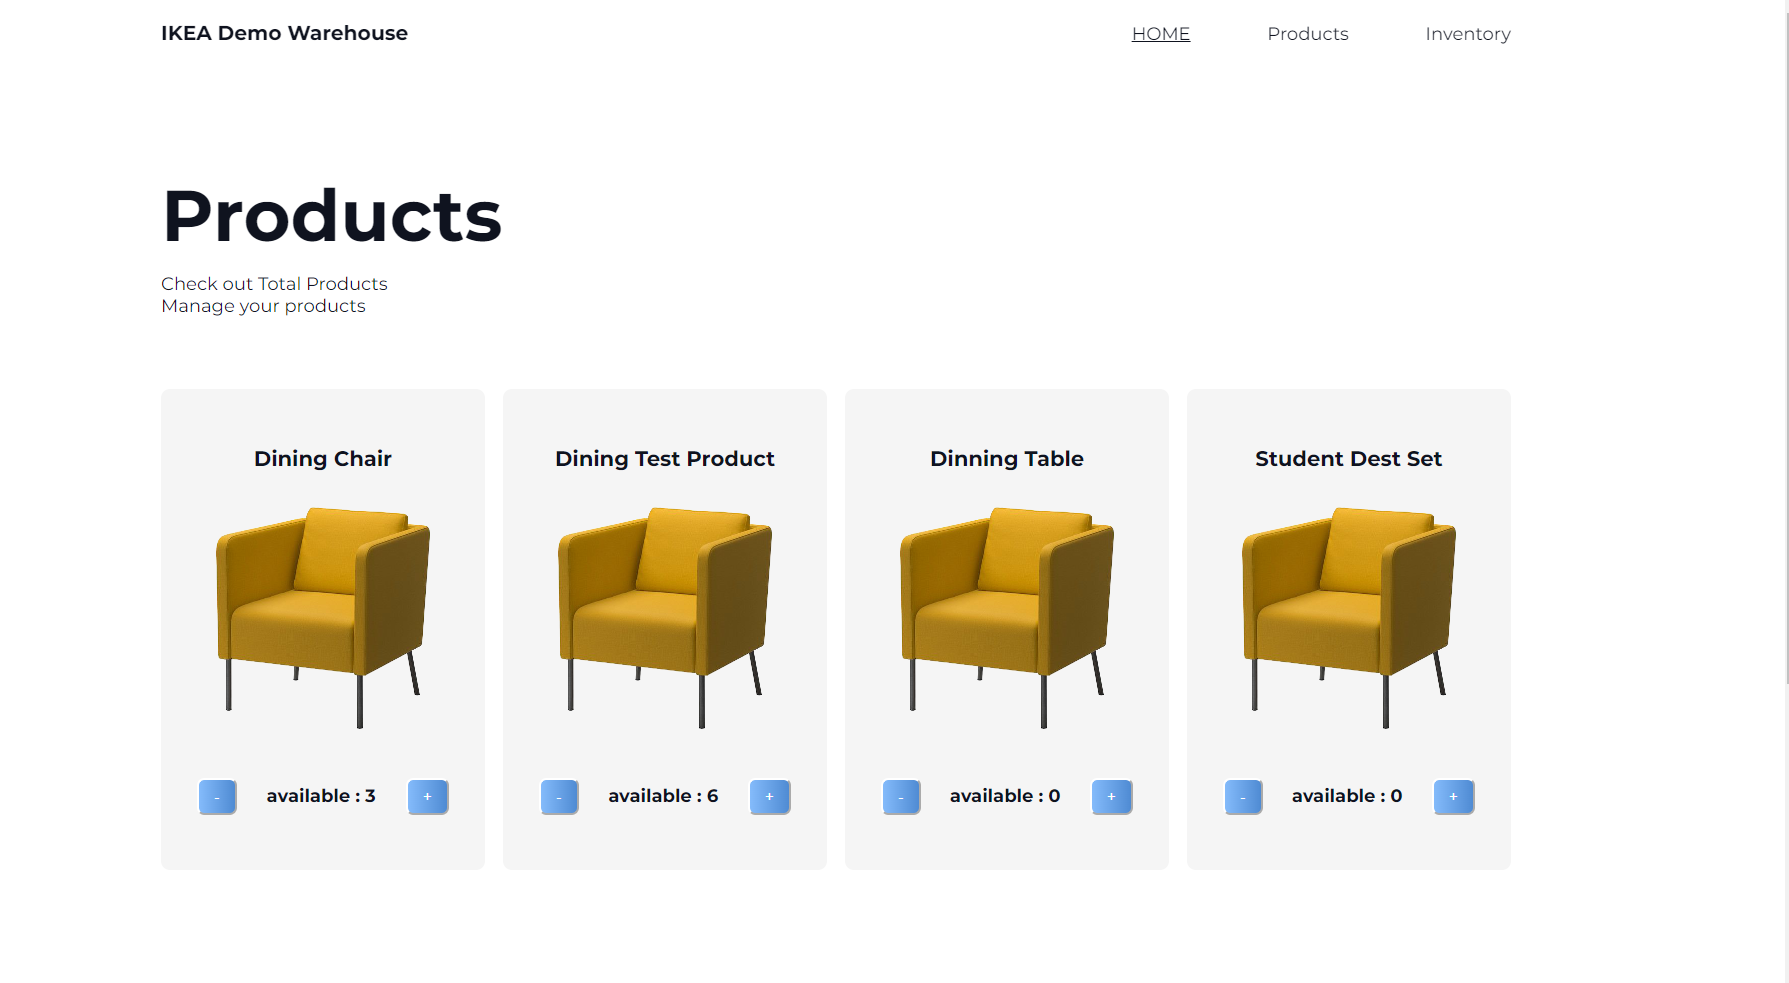 IKEA Demo Warehouse
HOME
Products
Inventory
Products
Check out Total Products
Manage your products
Dining Chair
Dining Test Product
Dinning Table
Student Dest Set
- available : 3 +
- available : 6 +
- available : 0 +
- available : 0 +